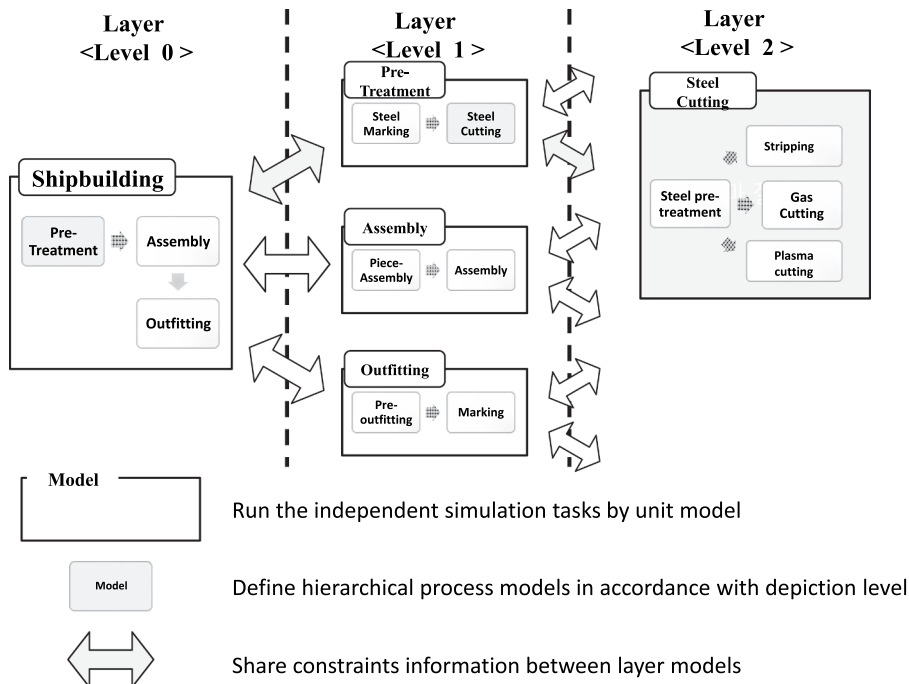 Layer
<Level 0 >
Layer
<Level 1 >
Layer
<Level 2 >
Shipbuilding
Pre-
Treatment
Assembly
Outfitting
Pre-
Treatment
Steel
Marking
Steel
Cutting
Assembly
Piece-
Assembly
Assembly
Outfitting
Pre-
outfitting
Marking
Steel
Cutting
Steel pre-
treatment
Stripping
Gas
Cutting
Plasma
cutting
Model
Run the independent simulation tasks by unit model
Model
Define hierarchical process models in accordance with depiction level
Share constraints information between layer models